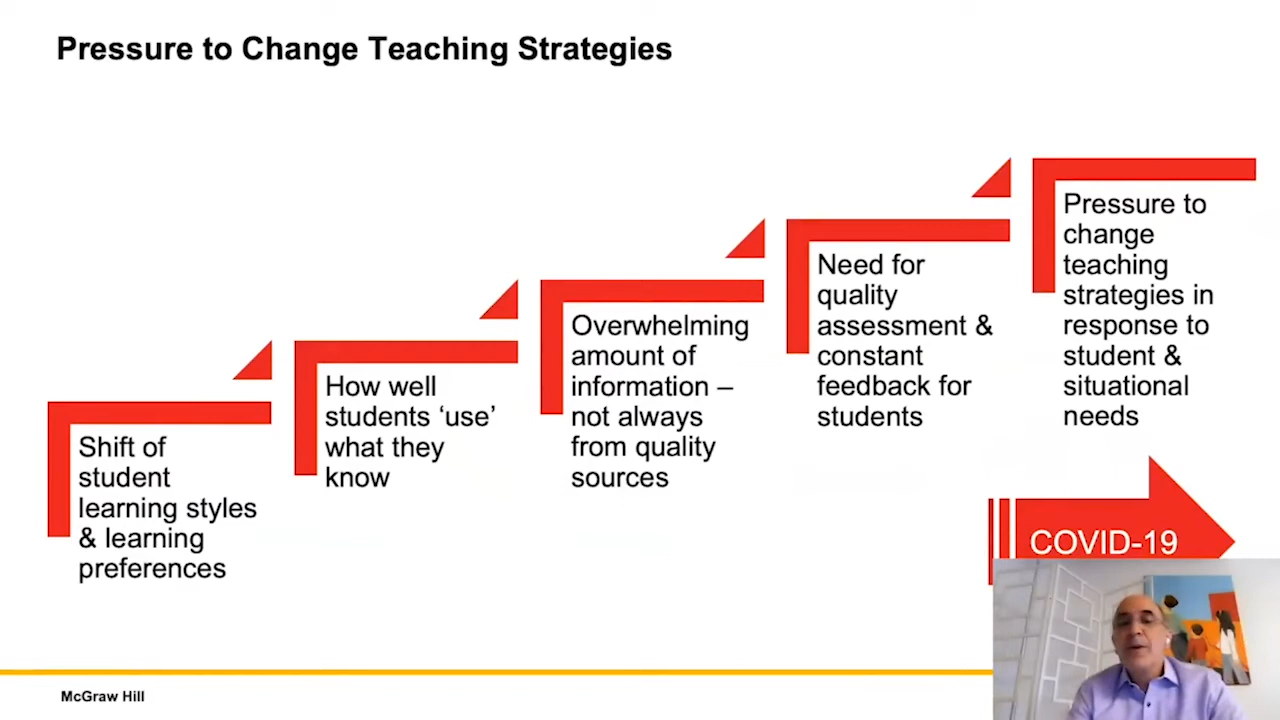 Pressure to Change Teaching Strategies
Shift of
student
learning styles
& learning
preferences
How well
students ‘use’
what they
know
Overwhelming
amount of
information –
not always
from quality
sources
Need for
quality
assessment &
constant
feedback for
students
Pressure to
change
teaching
strategies in
response to
student &
situational
needs
COVID-19
McGraw Hill